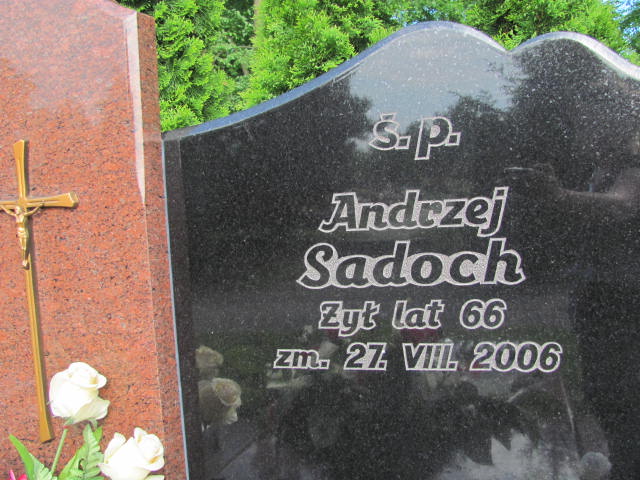 ś. p.
Andrzej
Sadoch
Żył lat 66
zm. 27. VIII. 2006